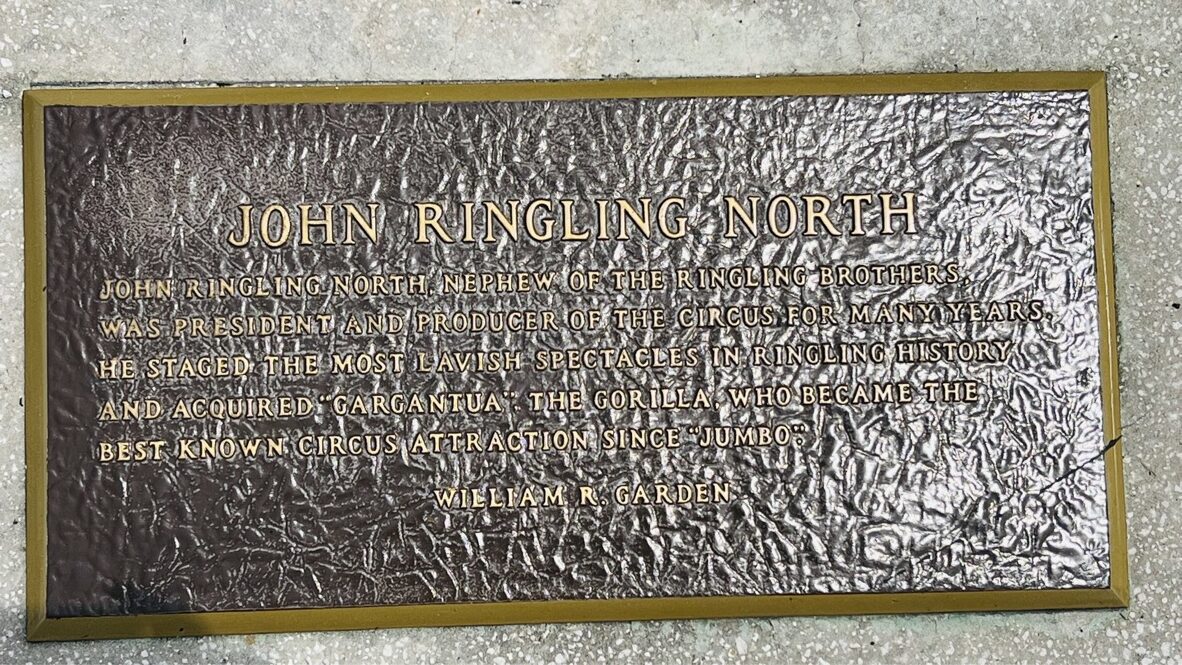 JOHN RINGLING NORTH
JOHN RINGLING NORTH, NEPHEW OF THE RINGLING BROTHERS,
WAS PRESIDENT AND PRODUCER OF THE CIRCUS FOR MANY YEARS.
HE STAGED THE MOST LAVISH SPECTACLES IN RINGLING HISTORY
AND ACQUIRED "GARGANTUA", THE GORILLA, WHO BECAME THE
BEST KNOWN CIRCUS ATTRACTION SINCE "JUMBO".
WILLIAM R. GARDEN